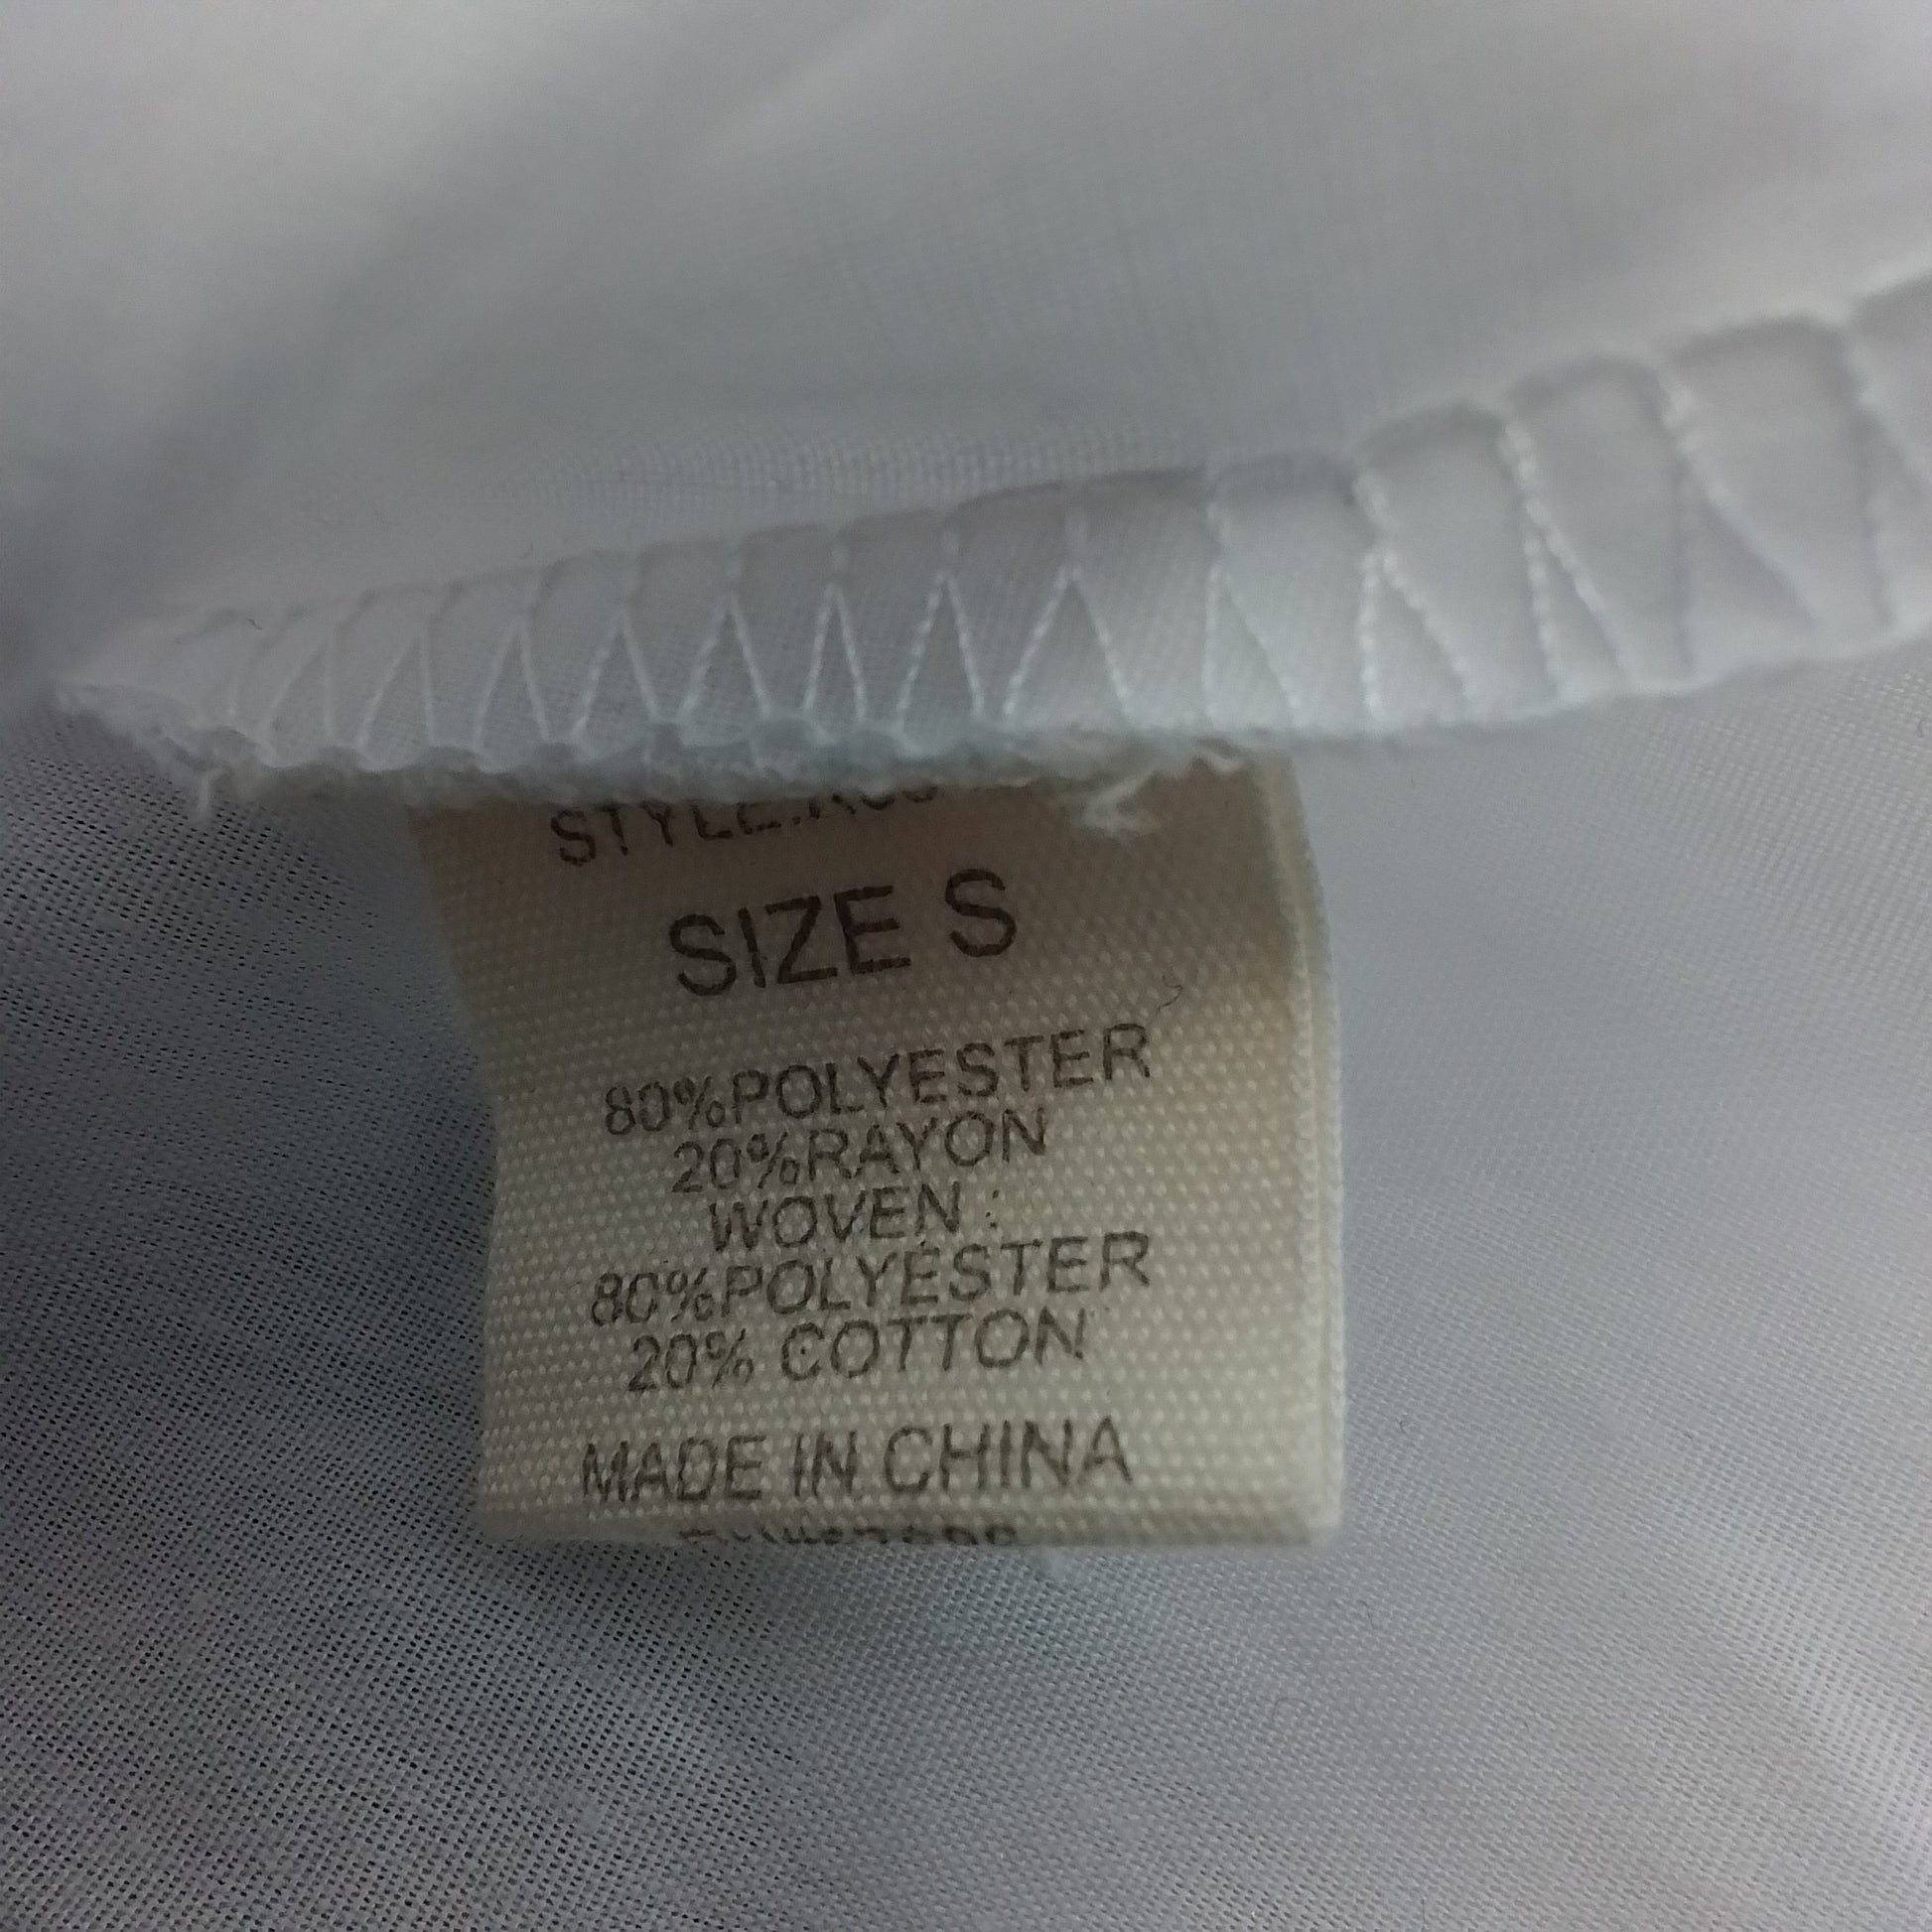 SIZE S
80%POLYESTER
20%RAYON
WOVEN :
80%POLYESTER
20% COTTON
MADE IN CHINA